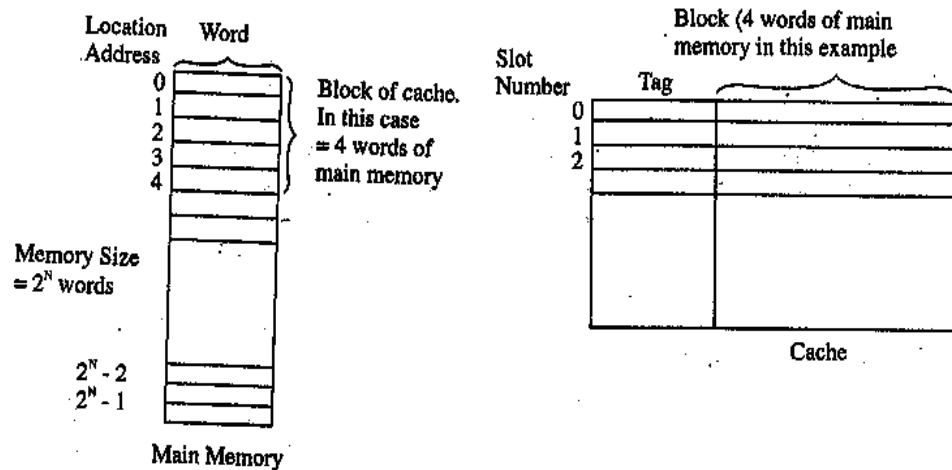 Location
Address
Word
0
1
2
3
4
Block of cache.
In this case
= 4 words of
main memory
Memory Size
= 2^N words
2^N - 2
2^N - 1
Main Memory
Block (4 words of main
memory in this example
Slot
Number
Tag
0
1
2
Cache